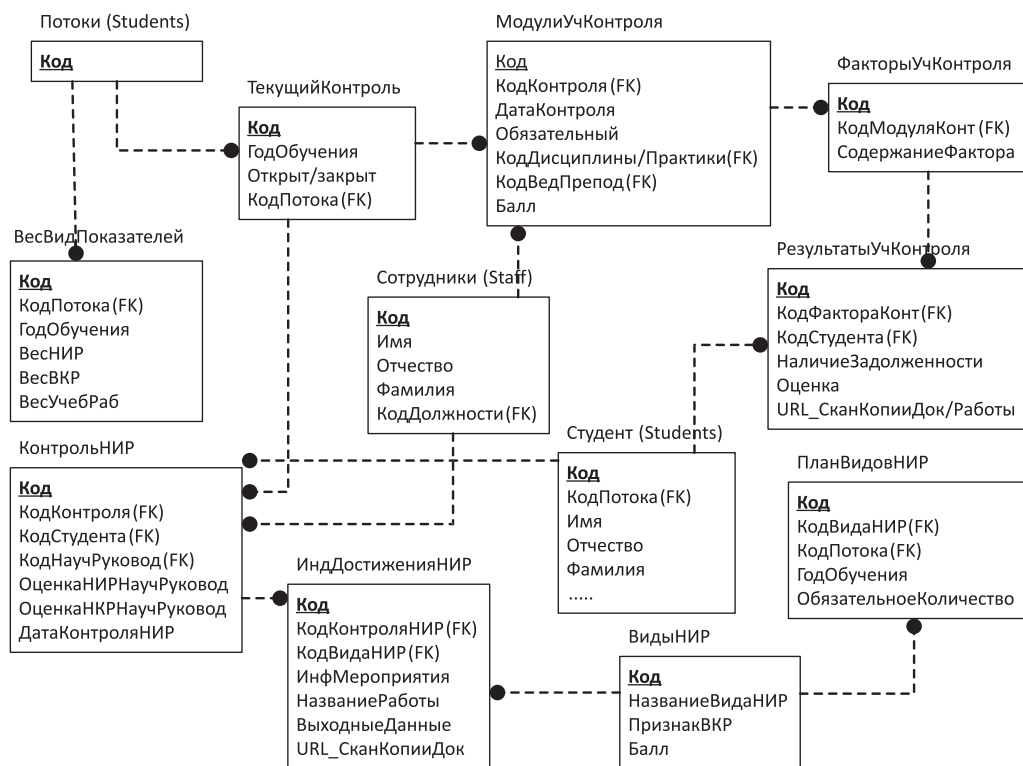 Потоки (Students)
Код
ТекущийКонтроль
Код
ГодОбучения
Открыт/закрыт
КодПотока (FK)
МодулиУчКонтроля
Код
КодКонтроля (FK)
ДатаКонтроля
Обязательный
КодДисциплины/Практики(FK)
КодВедПрепод (FK)
Балл
ФакторыУчКонтроля
Код
КодМодуляКонт (FK)
СодержаниеФактора
ВесВидПоказателей
Код
КодПотока (FK)
ГодОбучения
ВесНИР
ВесВКР
ВесУчебРаб
Сотрудники (Staff)
Код
Имя
Отчество
Фамилия
КодДолжности (FK)
РезультатыУчКонтроля
Код
КодФактораКонт (FK)
КодСтудента (FK)
НаличиеЗадолженности
Оценка
URL_СканКопииДок/Работы
КонтрольНИР
Код
КодКонтроля (FK)
КодСтудента (FK)
КодНаучРуковод (FK)
ОценкаНИРНаучРуковод
ОценкаНКРНаучРуковод
ДатаКонтроляНИР
Студент (Students)
Код
КодПотока (FK)
Имя
Отчество
Фамилия
.....
ПланВидовНИР
Код
КодВидаНИР (FK)
КодПотока (FK)
ГодОбучения
ОбязательноеКоличество
ИндДостиженияНИР
Код
КодКонтроляНИР (FK)
КодВидаНИР (FK)
ИнфМероприятия
НазваниеРаботы
ВыходныеДанные
URL_СканКопииДок
ВидыНИР
Код
НазваниеВидаНИР
ПризнакВКР
Балл